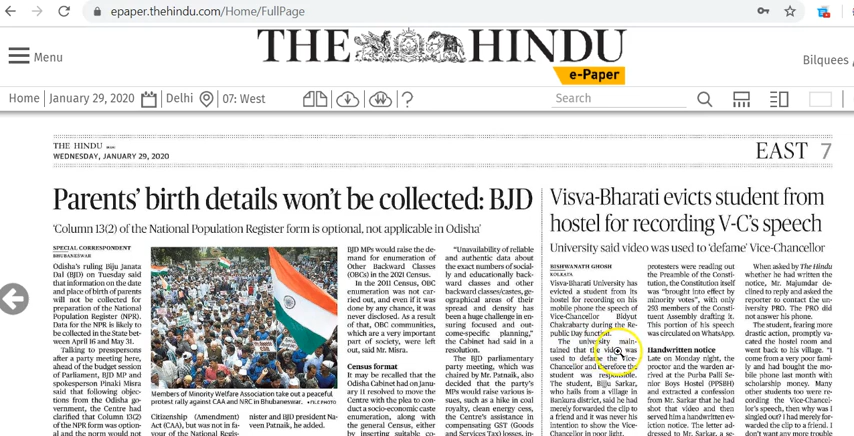 epaper.thehindu.com/Home/FullPage
Menu
THE HINDU
e-Paper
Bilquees
Home
January 29, 2020
Delhi
07: West
Search
THE HINDU
WEDNESDAY, JANUARY 29, 2020
EAST 7
Parents' birth details won't be collected: BJD
'Column 13(2) of the National Population Register form is optional, not applicable in Odisha'
SPECIAL CORRESPONDENT
BHUBANESWAR
Odisha's ruling Biju Janata
Dal (BJD) on Tuesday said
that information on the date
and place of birth of parents
will not be collected for
preparation of the National
Population Register (NPR).
Data for the NPR is likely to
be collected in the State bet-
ween April 16 and May 31.
Talking to presspersons
after a party meeting here,
ahead of the budget session
of Parliament, BJD MP and
spokesperson Pinaki Misra
said that following objec-
tions from the Odisha go-
vernment, the Centre had
clarified that Column 13(2)
of the NPR form was option-
al and the norm would not
Members of Minority Welfare Association take out a peaceful
protest rally against CAA and NRC in Bhubaneswar.
FILE PHOTO
Citizenship (Amendment)
Act (CAA), but was not in fa-
vour of the National Regis-
nister and BJD president Na-
veen Patnaik, he added.
BJD MPs would raise the de-
mand for enumeration of
Other Backward Classes
(OBCs) in the 2021 Census.
In the 2011 Census, OBC
enumeration was not car-
ried out, and even if it was
done by any chance, it was
never disclosed. As a result
of that, OBC communities,
which are a very important
part of society, were left
out, said Mr. Misra.
Census format
It may be recalled that the
Odisha Cabinet had on Janu-
ary 11 resolved to move the
Centre with the plea to con-
duct a socio-economic caste
enumeration, along with
the general Census, either
by inserting suitable co-
"Unavailability of reliable
and authentic data about
the exact numbers of social-
ly and educationally back-
ward classes and other
backward classes/castes, ge-
ographical areas of their
spread and density has
been a huge challenge in en-
suring focused and out-
come-specific planning,"
the Cabinet had said in a
resolution.
The BJD parliamentary
party meeting, which was
chaired by Mr. Patnaik, also
decided that the party's
MPs would raise various is-
sues, such as a hike in coal
royalty, clean energy cess,
the Centre's assistance in
compensating GST (Goods
and Services Tax) losses, in-
Visva-Bharati evicts student from
hostel for recording V-C's speech
University said video was used to 'defame' Vice-Chancellor
BISHWANATH GHOSH
KOLKATA
Visva-Bharati University has
evicted a student from its
hostel for recording on his
mobile phone the speech of
Vice-Chancellor Bidyut
Chakrabarty during the Re-
public Day function.
The university main-
tained that the video was
used to defame the Vice-
Chancellor and therefore the
student was responsible.
The student, Bijju Sarkar,
who hails from a village in
Bankura district, said he had
merely forwarded the clip to
a friend and it was never his
intention to show the Vice-
Chancellor in poor light.
protesters were reading out
the Preamble of the Consti-
tution, the Constitution itself
was "brought into effect by
minority votes", with only
293 members of the Consti-
tuent Assembly drafting it.
This portion of his speech
was circulated on WhatsApp.
Handwritten notice
Late on Monday night, the
proctor and the warden ar-
rived at the Purba Palli Se-
nior Boys Hostel (PPSBH)
and extracted a confession
from Mr. Sarkar that he had
shot that video and then
served him a handwritten ev-
iction notice. The letter ad-
dressed to Mr. Sarkar, a se-
When asked by The Hindu
whether he had written the
notice, Mr. Majumdar de-
clined to reply and asked the
reporter to contact the uni-
versity PRO. The PRO did
not answer his phone.
The student, fearing more
drastic action, promptly va-
cated the hostel room and
went back to his village. "I
come from a very poor fami-
ly and had bought the mo-
bile phone last month with
scholarship money. Many
other students too were re-
cording the Vice-Chancel-
lor's speech, then why was I
singled out? I had merely for-
warded the clip to a friend. I
don't want any more trouble